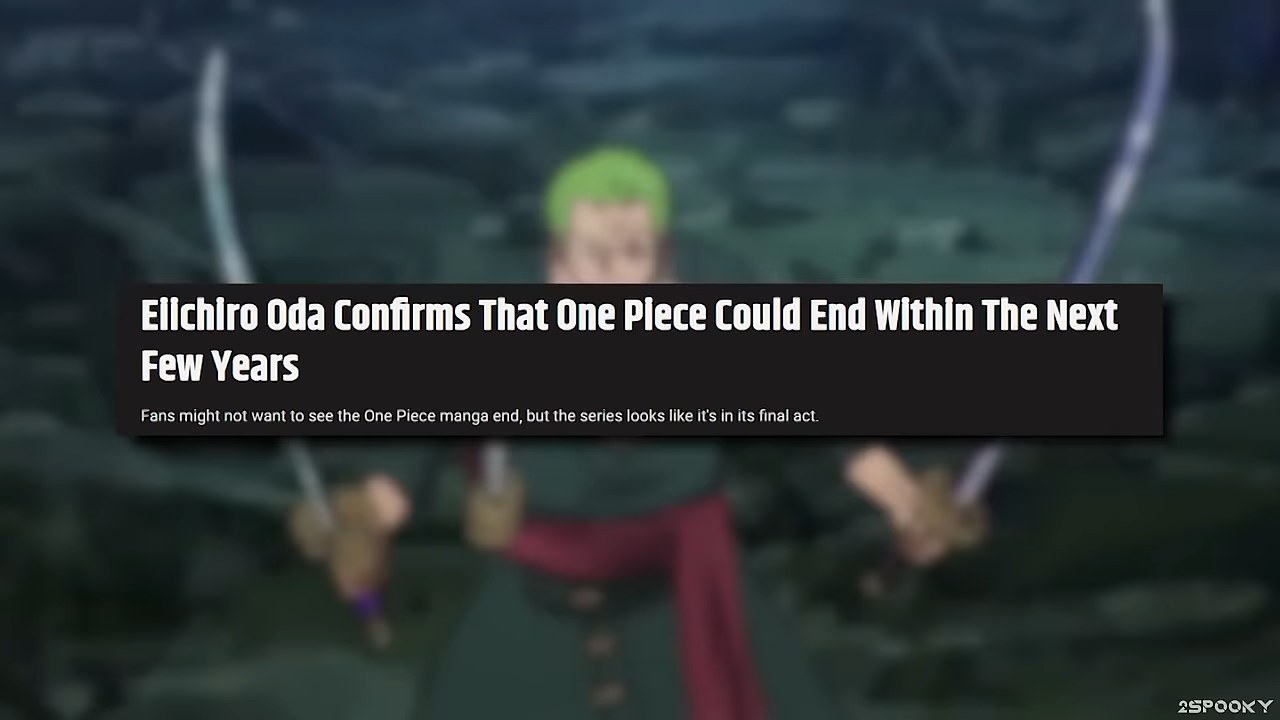 Eiichiro Oda Confirms That One Piece Could End Within The Next
Few Years
Fans might not want to see the One Piece manga end, but the series looks like it's in its final act.
2SPOOKY